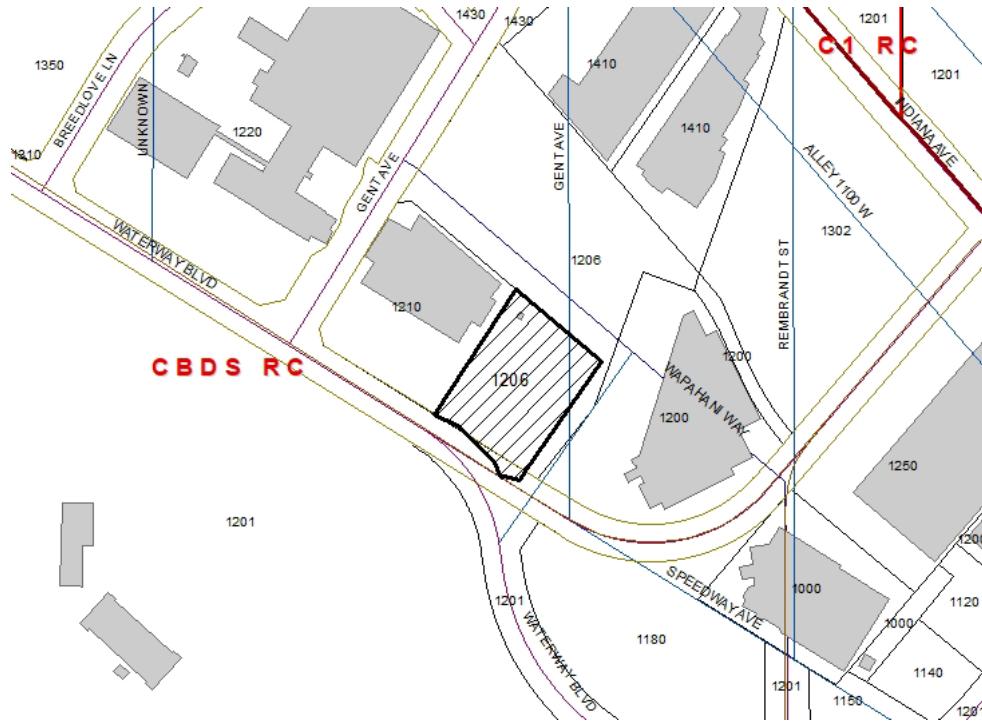 1430
1430
1201
C1 RC
1350
1410
1201
BREEDLOVE LN
UNKNOWN
1220
GENT AVE
GENT AVE
1410
INDIANA AVE
ALLEY 1100 W
1310
WATERWAY BLVD
1206
REMBRANDT ST
1302
1210
CBDS RC
1206
1200
WAPAHANI WAY
1200
1250
1201
SPEEDWAY AVE
1000
1200
1201
WATERWAY BLVD
1180
1000
1120
1140
1201
1150
1201